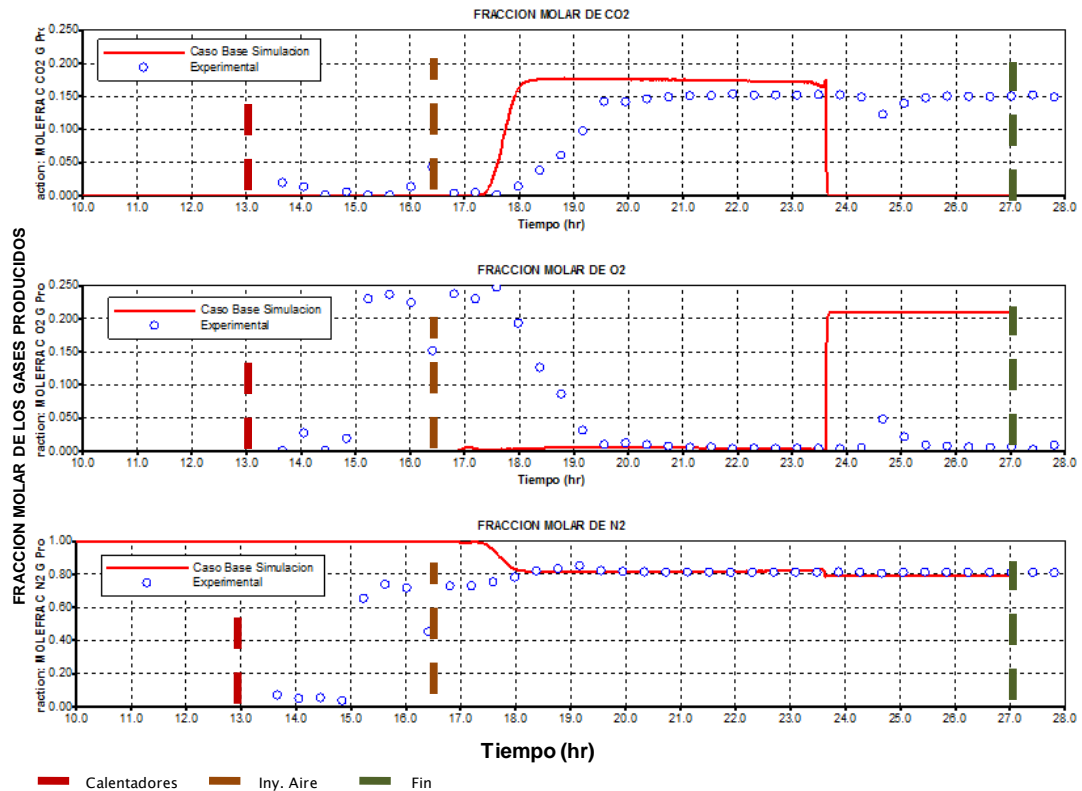 FRACCION MOLAR DE CO2
Caso Base Simulacion
Experimental
raction: MOLEFRAC CO2 G Pro
0.250
0.200
0.150
0.100
0.050
0.000
10.0 11.0 12.0 13.0 14.0 15.0 16.0 17.0 18.0 19.0 20.0 21.0 22.0 23.0 24.0 25.0 26.0 27.0 28.0
Tiempo (hr)
FRACCION MOLAR DE LOS GASES PRODUCIDOS
FRACCION MOLAR DE O2
Caso Base Simulacion
Experimental
raction: MOLEFRAC O2 G Pro
0.250
0.200
0.150
0.100
0.050
0.000
10.0 11.0 12.0 13.0 14.0 15.0 16.0 17.0 18.0 19.0 20.0 21.0 22.0 23.0 24.0 25.0 26.0 27.0 28.0
Tiempo (hr)
FRACCION MOLAR DE N2
Caso Base Simulacion
Experimental
raction: MOLEFRAC N2 G Pro
1.00
0.80
0.60
0.40
0.20
0.00
10.0 11.0 12.0 13.0 14.0 15.0 16.0 17.0 18.0 19.0 20.0 21.0 22.0 23.0 24.0 25.0 26.0 27.0 28.0
Tiempo (hr)
Calentadores Iny. Aire Fin